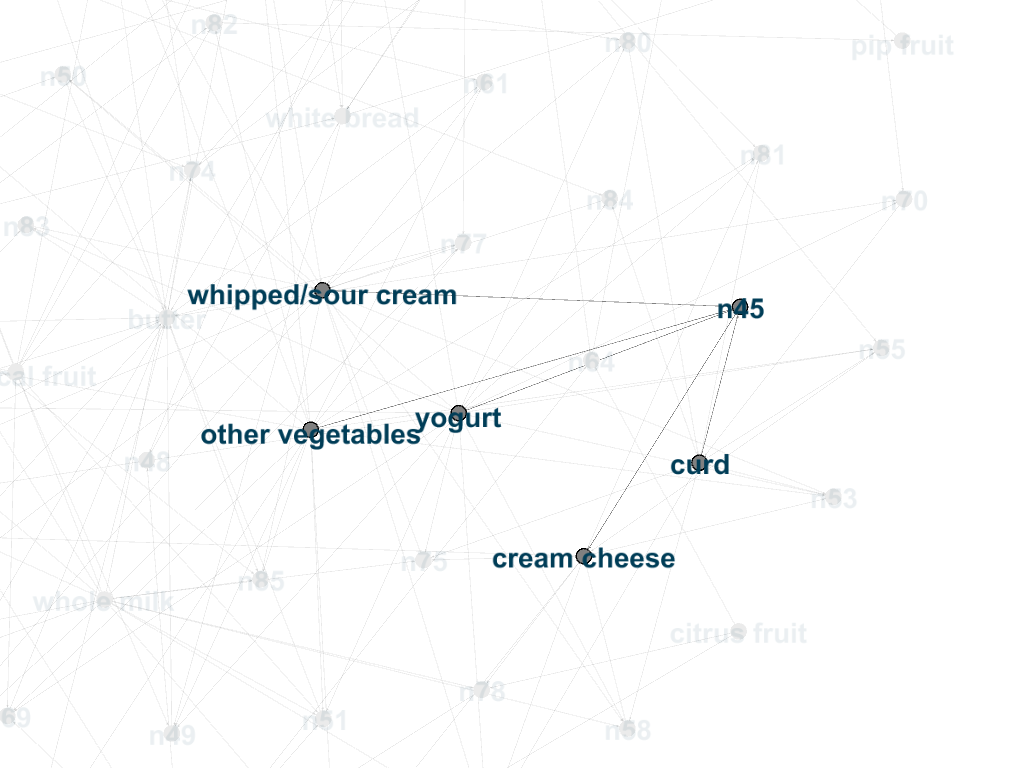 n82
n80
pip fruit
n50
n61
white bread
n81
n74
n84
n70
n83
n77
whipped/sour cream
n45
butter
n55
n64
cal fruit
yogurt
other vegetables
n48
curd
n53
cream cheese
n75
n85
whole milk
citrus fruit
n78
69
n51
n49
n58